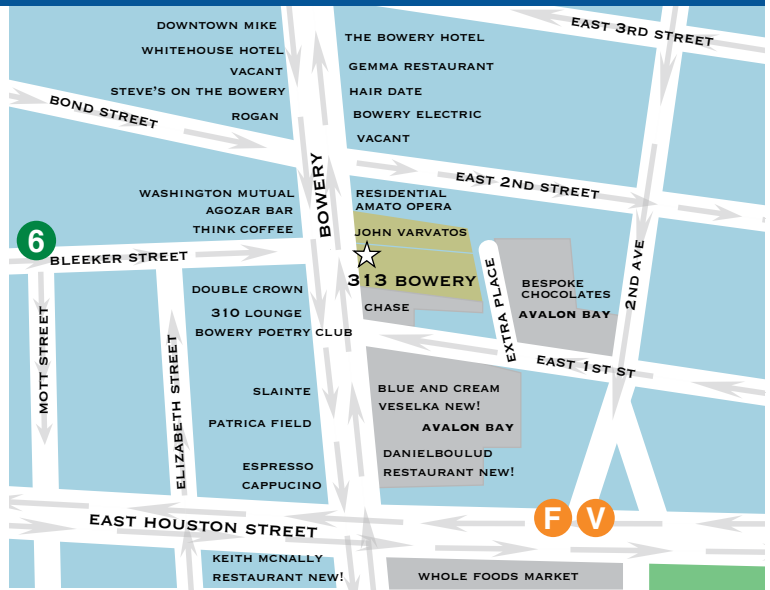 DOWNTOWN MIKE
WHITEHOUSE HOTEL
VACANT
STEVE'S ON THE BOWERY
ROGAN
THE BOWERY HOTEL
GEMMA RESTAURANT
HAIR DATE
BOWERY ELECTRIC
VACANT
EAST 3RD STREET
BOND STREET
BOWERY
EAST 2ND STREET
WASHINGTON MUTUAL
AGOZAR BAR
THINK COFFEE
RESIDENTIAL
AMATO OPERA
JOHN VARVATOS
313 BOWERY
CHASE
6
BLEEKER STREET
DOUBLE CROWN
310 LOUNGE
BOWERY POETRY CLUB
EXTRA PLACE
BESPOKE
CHOCOLATES
AVALON BAY
2ND AVE
MOTT STREET
ELIZABETH STREET
EAST 1ST ST
SLAINTE
PATRICA FIELD
ESPRESSO
CAPPUCINO
BLUE AND CREAM
VESELKA NEW!
AVALON BAY
DANIELBOULUD
RESTAURANT NEW!
F
V
EAST HOUSTON STREET
KEITH MCNALLY
RESTAURANT NEW!
WHOLE FOODS MARKET